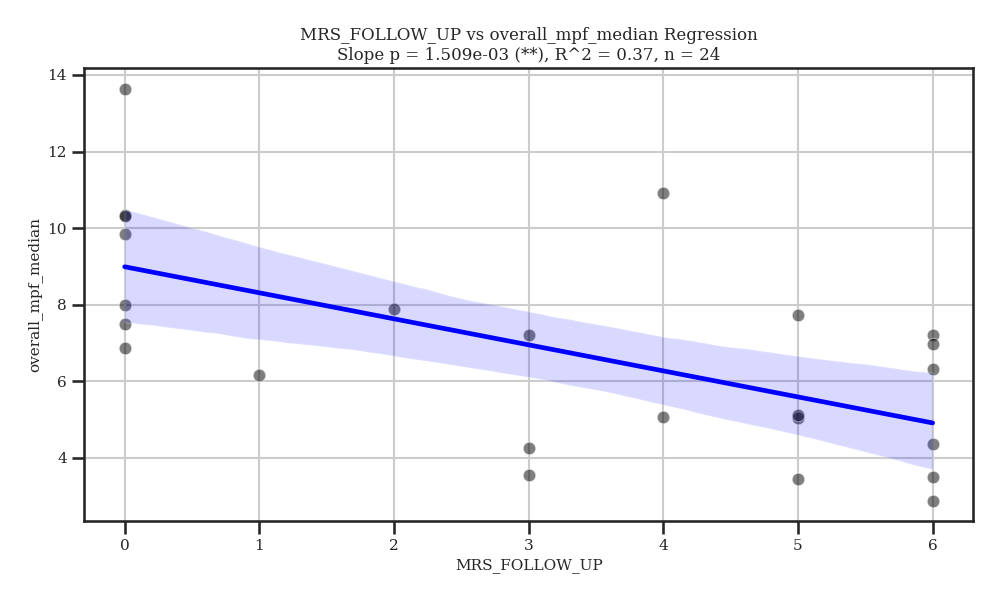 MRS_FOLLOW_UP vs overall_mpf_median Regression
Slope p = 1.509e-03 (**), R^2 = 0.37, n = 24
14
12
10
8
6
4
overall_mpf_median
0 1 2 3 4 5 6
MRS_FOLLOW_UP